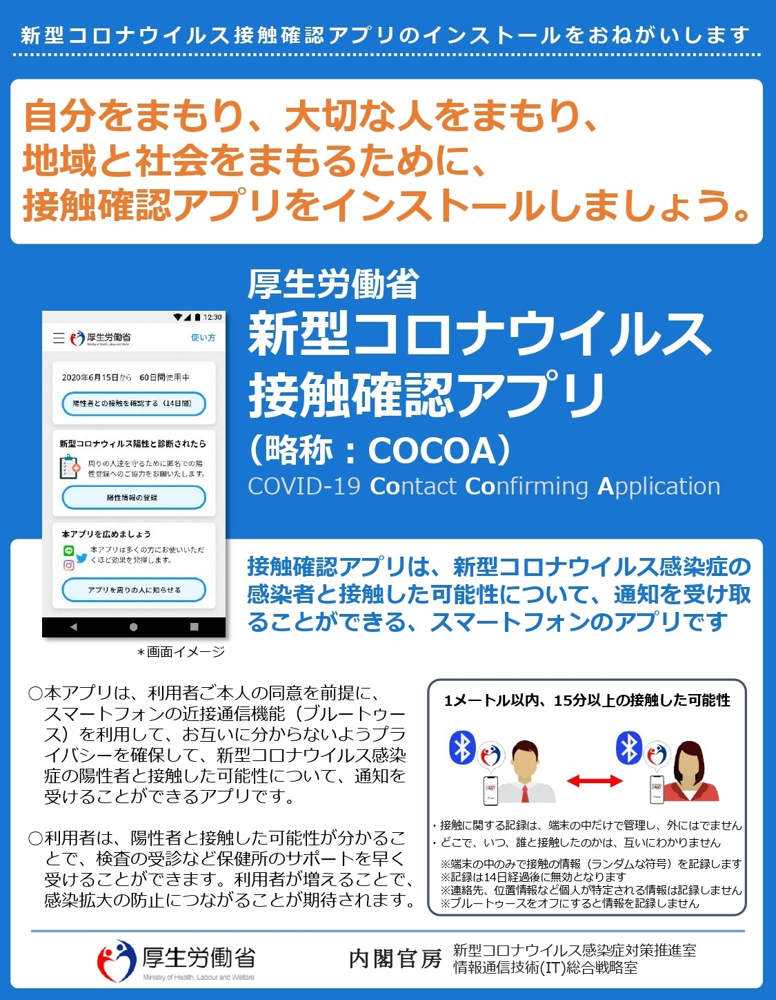 新型コロナウイルス接触確認アプリのインストールをおねがいします
自分をまもり、大切な人をまもり、
地域と社会をまもるために、
接触確認アプリをインストールしましょう。
厚生労働省
新型コロナウイルス
接触確認アプリ
（略称：COCOA）
COVID-19 Contact Confirming Application
12:30
厚生労働省
Ministry of Health, Labour and Welfare
使い方
2020年6月15日から 60日間使用中
陽性者との接触を確認する（14日間）
新型コロナウィルス陽性と診断されたら
周りの人達を守るために匿名での陽
性登録へのご協力をお願いいたします。
陽性情報の登録
本アプリを広めましょう
LINE
本アプリは多くの方にお使いいただ
くほど効果を発揮します。
アプリを周りの人に知らせる
＊画面イメージ
接触確認アプリは、新型コロナウイルス感染症の
感染者と接触した可能性について、通知を受け取
ることができる、スマートフォンのアプリです
○本アプリは、利用者ご本人の同意を前提に、
スマートフォンの近接通信機能（ブルートゥー
ス）を利用して、お互いに分からないようプラ
イバシーを確保して、新型コロナウイルス感染
症の陽性者と接触した可能性について、通知を
受けることができるアプリです。
○利用者は、陽性者と接触した可能性が分かるこ
とで、検査の受診など保健所のサポートを早く
受けることができます。利用者が増えることで、
感染拡大の防止につながることが期待されます。
1メートル以内、15分以上の接触した可能性
・接触に関する記録は、端末の中だけで管理し、外にはでません
・どこで、いつ、誰と接触したのかは、互いにわかりません
※端末の中のみで接触の情報（ランダムな符号）を記録します
※記録は14日経過後に無効となります
※連絡先、位置情報など個人が特定される情報は記録しません
※ブルートゥースをオフにすると情報を記録しません
厚生労働省
Ministry of Health, Labour and Welfare
内閣官房
新型コロナウイルス感染症対策推進室
情報通信技術(IT)総合戦略室